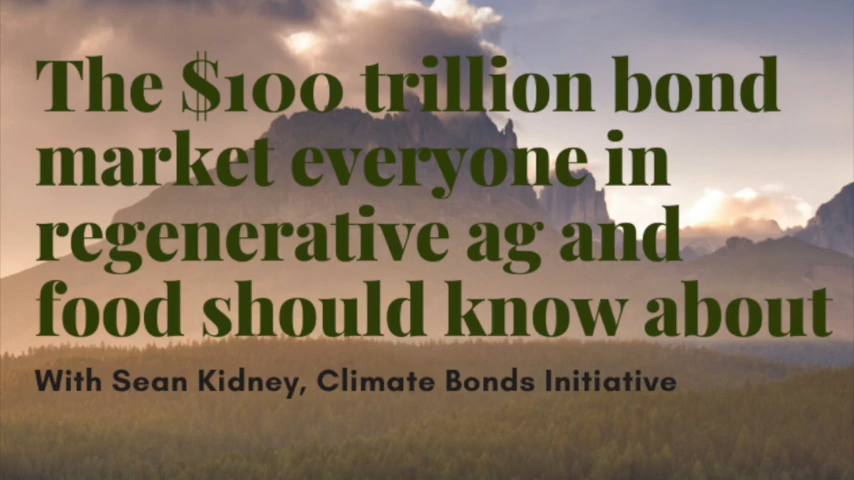 The $100 trillion bond
market everyone in
regenerative ag and
food should know about
With Sean Kidney, Climate Bonds Initiative